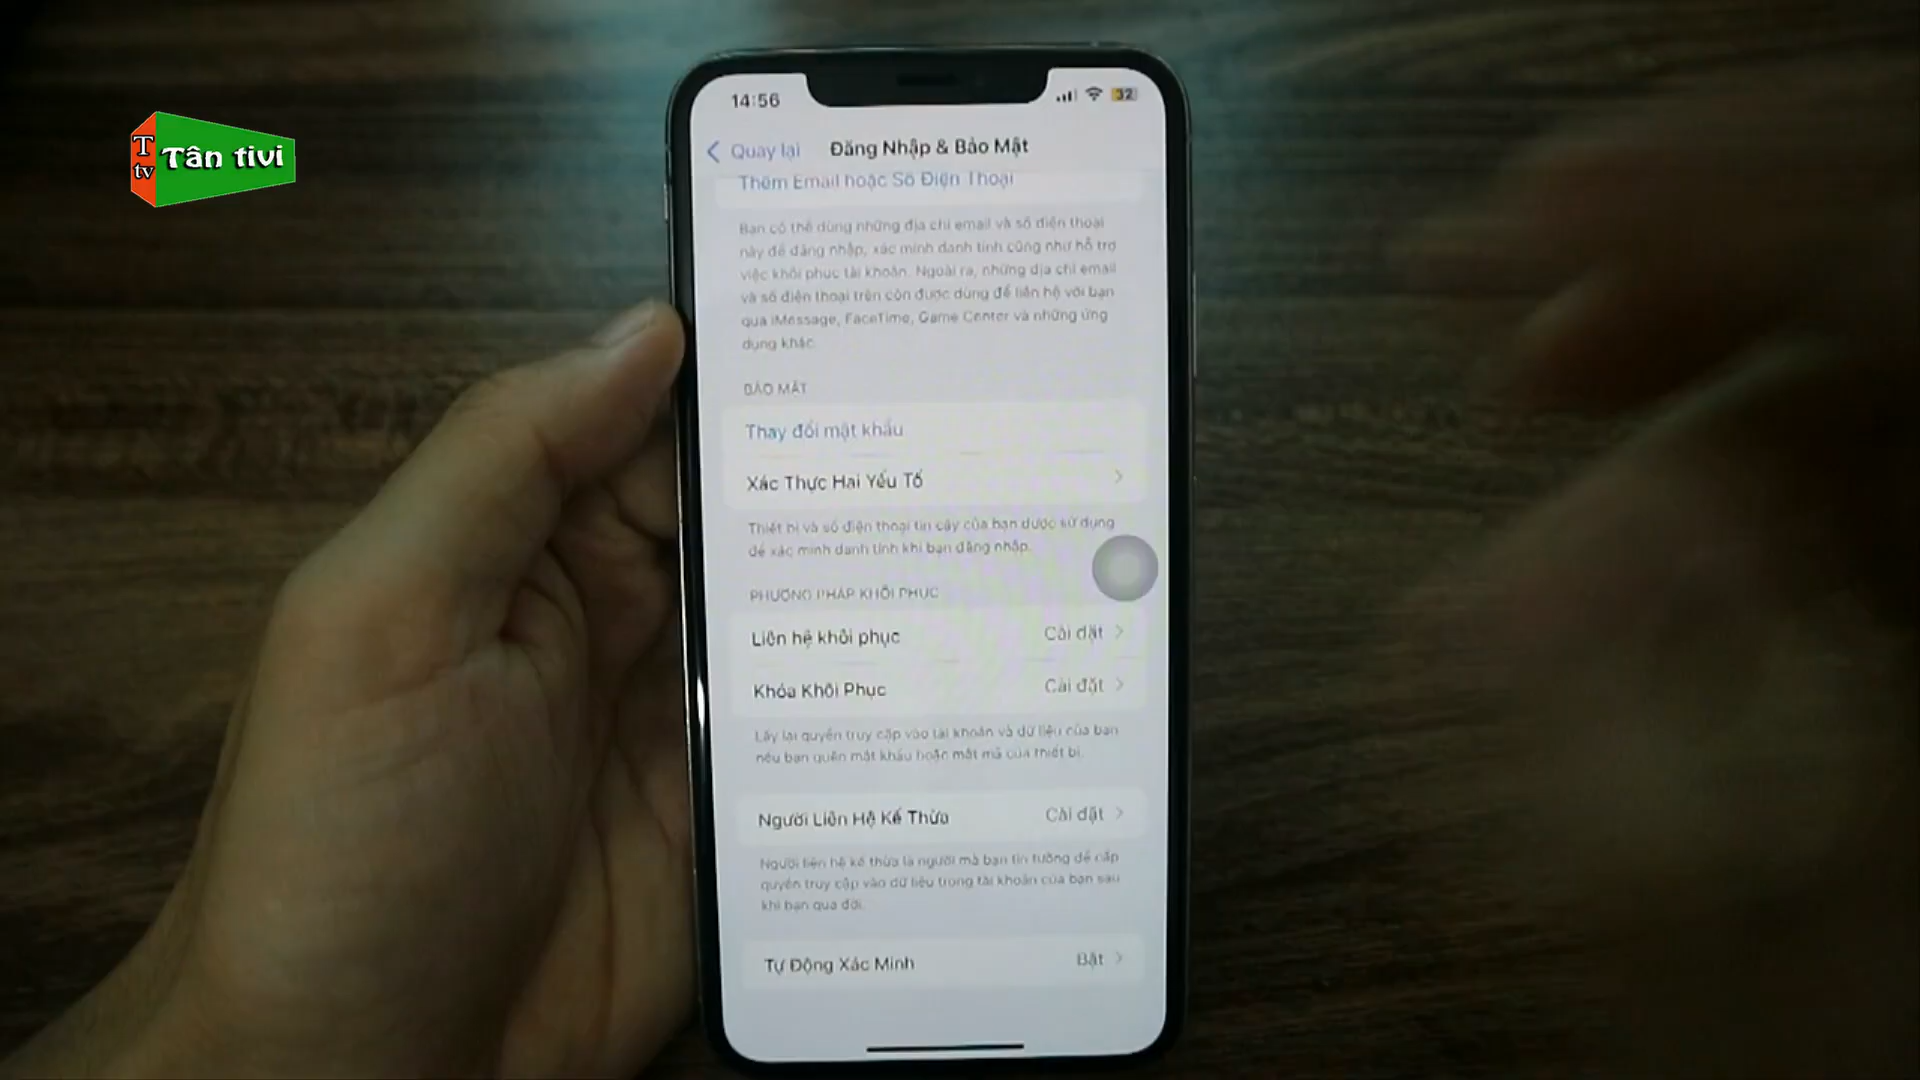 T
tv
Tân tivi
14:56
32
Quay lại
Đăng Nhập & Bảo Mật
Thêm Email hoặc Số Điện Thoại
Bạn có thể dùng những địa chỉ email và số điện thoại
này để đăng nhập, xác minh danh tính cũng như hỗ trợ
việc khôi phục tài khoản. Ngoài ra, những địa chỉ email
và số điện thoại trên còn được dùng để liên hệ với bạn
qua iMessage, FaceTime, Game Center và những ứng
dụng khác.
BẢO MẬT
Thay đổi mật khẩu
Xác Thực Hai Yếu Tố
Thiết bị và số điện thoại tin cậy của bạn được sử dụng
để xác minh danh tính khi bạn đăng nhập.
PHƯƠNG PHÁP KHÔI PHỤC
Liên hệ khôi phục Cài đặt
Khóa Khôi Phục Cài đặt
Lấy lại quyền truy cập vào tài khoản và dữ liệu của bạn
nếu bạn quên mật khẩu hoặc mật mã của thiết bị.
Người Liên Hệ Kế Thừa Cài đặt
Người liên hệ kế thừa là người mà bạn tin tưởng để cấp
quyền truy cập vào dữ liệu trong tài khoản của bạn sau
khi bạn qua đời.
Tự Động Xác Minh Bật